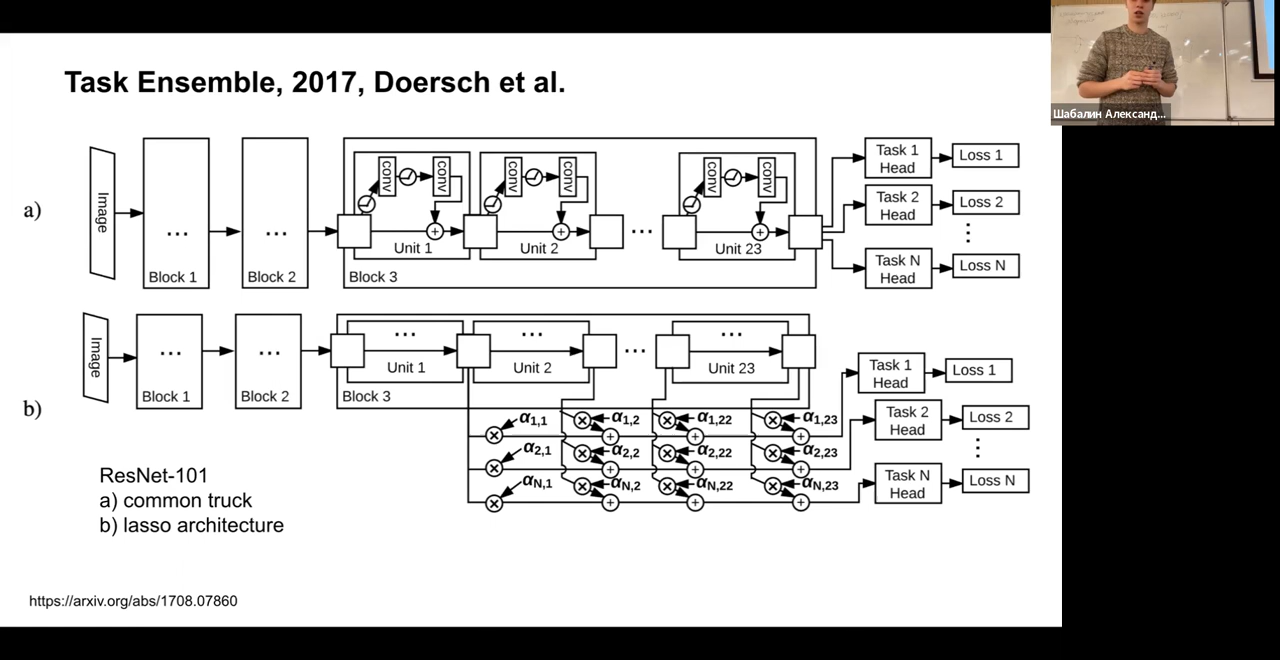 Task Ensemble, 2017, Doersch et al.
Шабалин Александ...
a)
Image
Block 1
...
Block 2
...
conv
conv
Unit 1
conv
conv
Unit 2
...
conv
conv
Unit 23
Block 3
Task 1
Head
Loss 1
Task 2
Head
Loss 2
Task N
Head
Loss N
b)
Image
Block 1
...
Block 2
...
...
Unit 1
...
Unit 2
...
...
Unit 23
Block 3
α1,1
α1,2
α1,22
α1,23
α2,1
α2,2
α2,22
α2,23
αN,1
αN,2
αN,22
αN,23
Task 1
Head
Loss 1
Task 2
Head
Loss 2
Task N
Head
Loss N
ResNet-101
a) common truck
b) lasso architecture
https://arxiv.org/abs/1708.07860